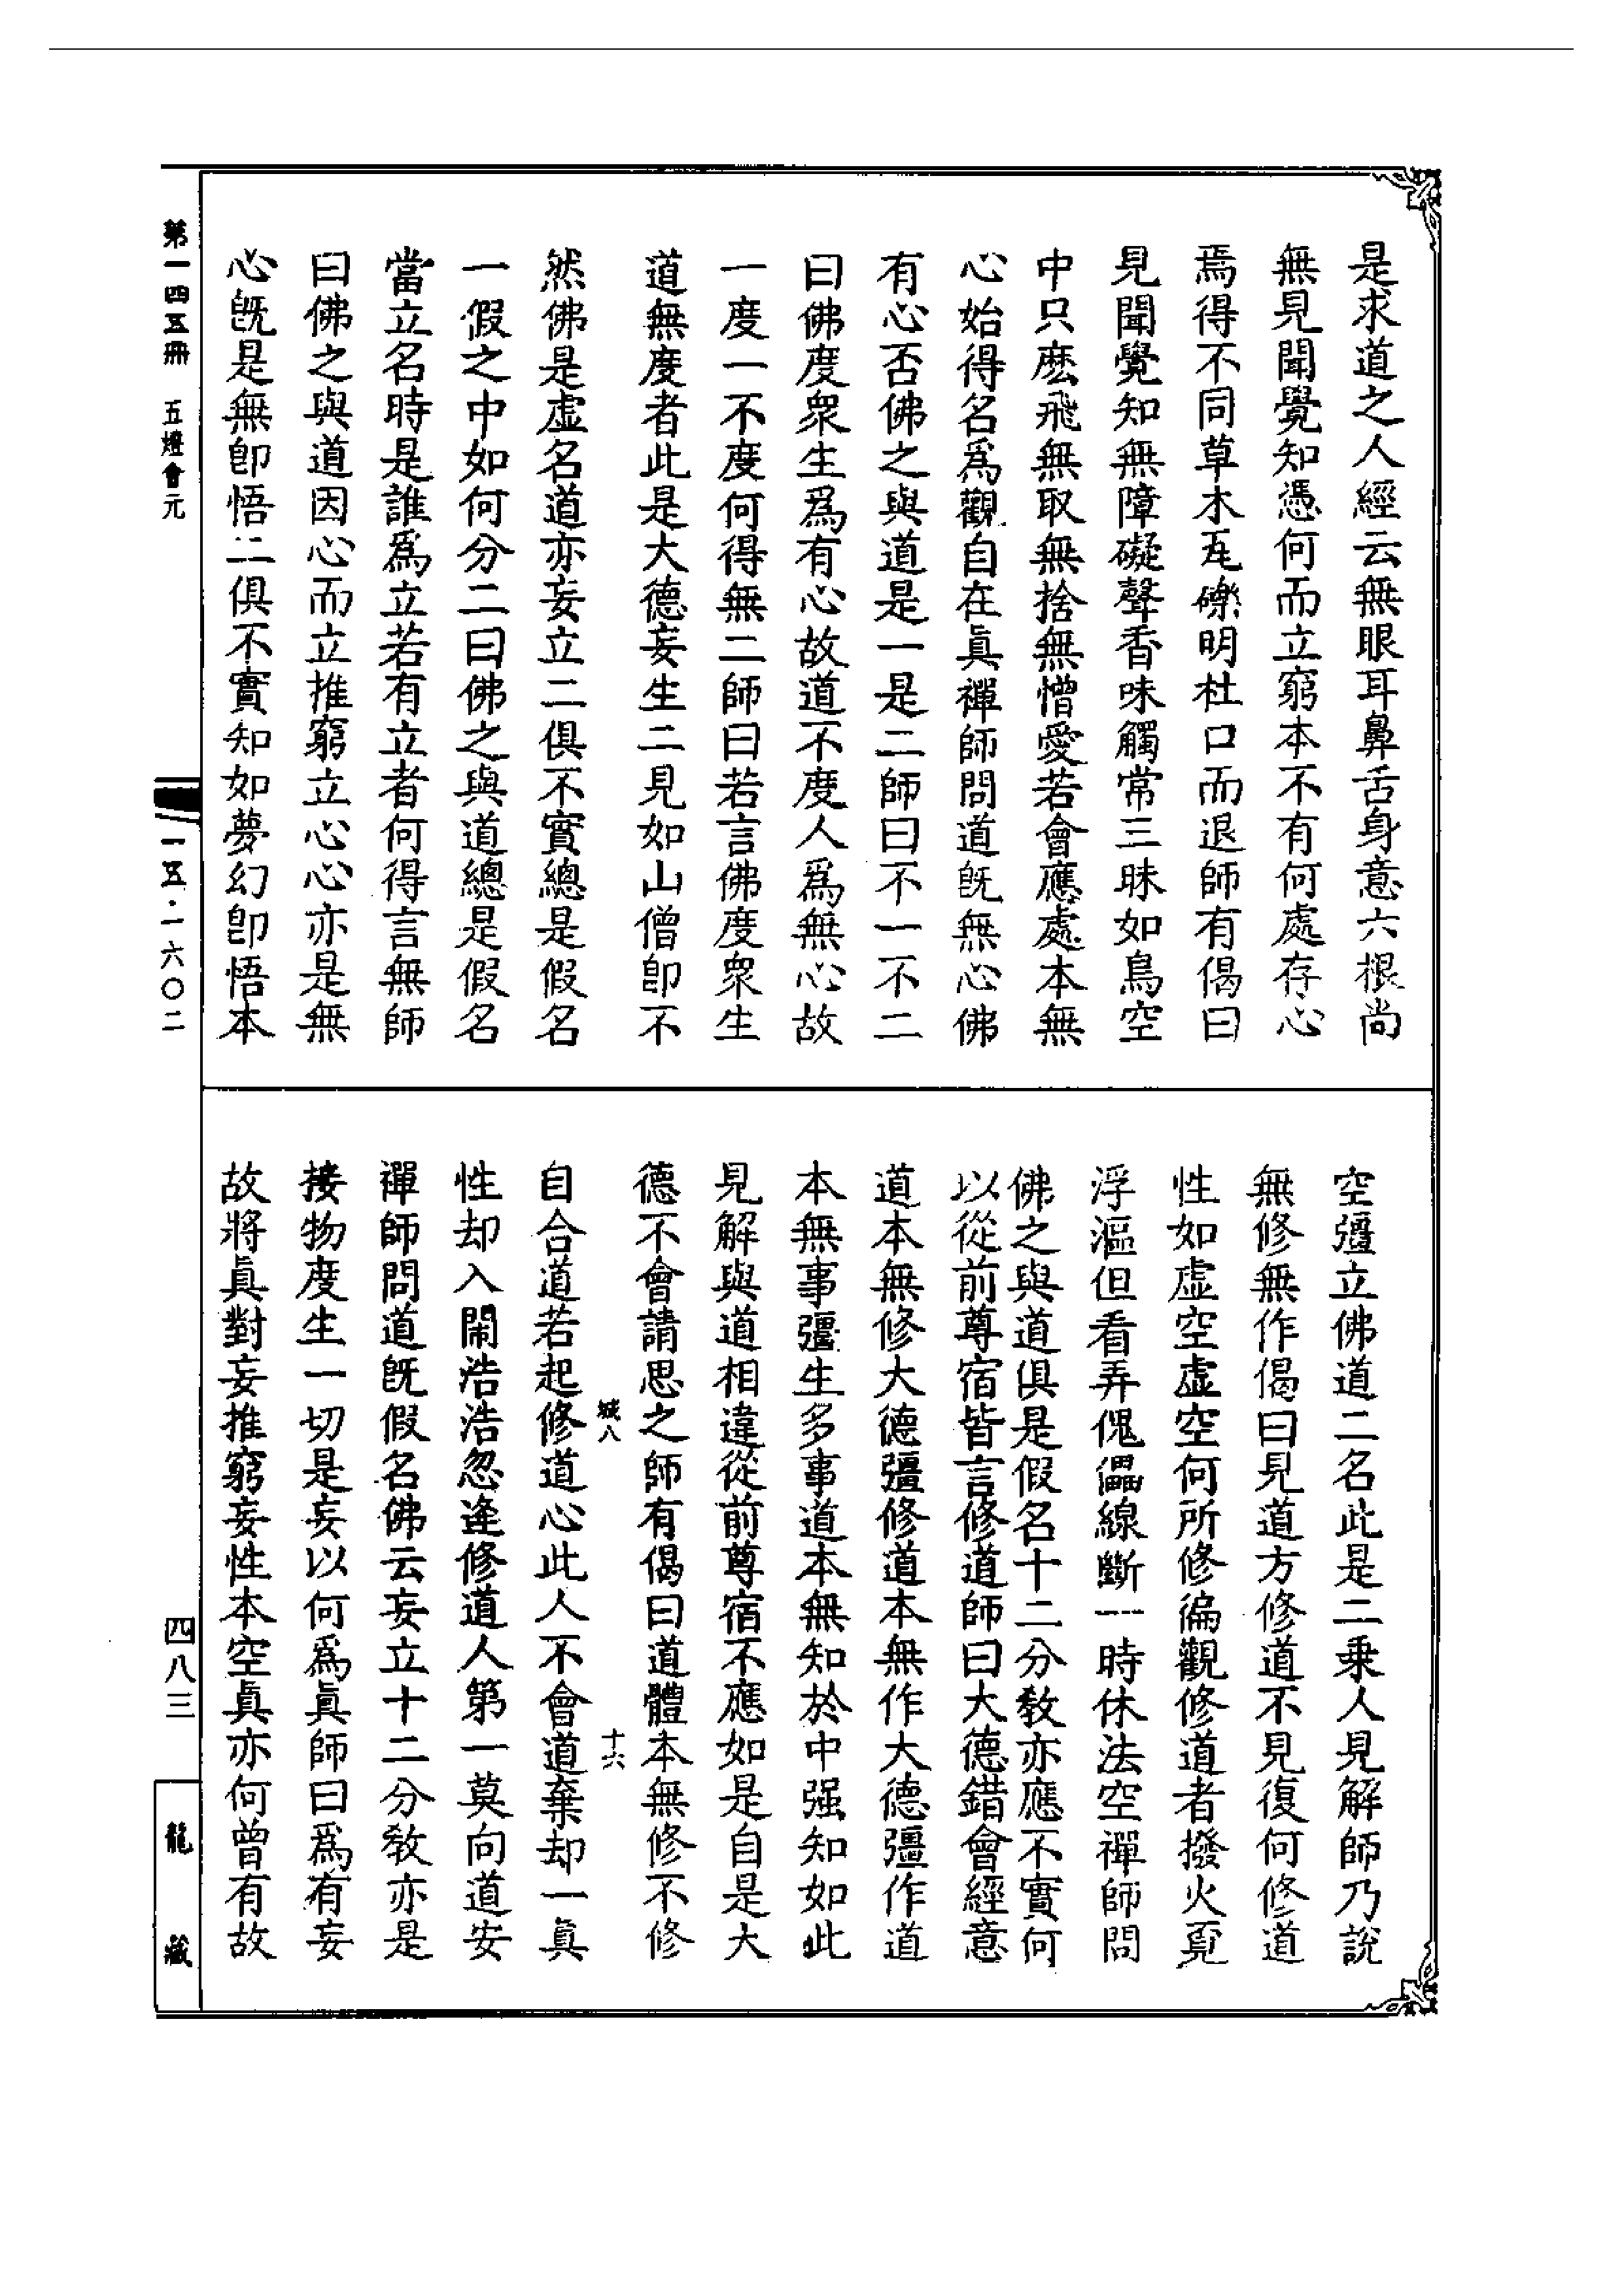 是求道之人經云無眼耳鼻舌身意六根尚
無見聞覺知憑何而立窮本不有何處存心
焉得不同草木瓦礫明杜口而退師有偈曰
見聞覺知無障礙聲香味觸常三昧如鳥空
中只麽飛無取無捨無憎愛若會應處本無
心始得名爲觀自在眞禪師問道旣無心佛
有心否佛之與道是一是二師曰不一不二
曰佛度衆生爲有心故道不度人爲無心故
一度一不度何得無二師曰若言佛度衆生
道無度者此是大德妄生二見如山僧卽不
然佛是虛名道亦妄立二俱不實總是假名
一假之中如何分二曰佛之與道總是假名
當立名時是誰爲立若有立者何得言無師
曰佛之與道因心而立推窮立心心亦是無
心旣是無卽悟二俱不實知如夢幻卽悟本
空彊立佛道二名此是二乘人見解師乃說
無修無作偈曰見道方修道不見復何修道
性如虛空虛空何所修徧觀修道者撥火覓
浮漚但看弄傀儡線斷一時休法空禪師問
佛之與道俱是假名十二分敎亦應不實何
以從前尊宿皆言修道師曰大德錯會經意
道本無修大德彊修道本無作大德彊作道
本無事彊生多事道本無知於中强知如此
見解與道相違從前尊宿不應如是自是大
德不會請思之師有偈曰道體本無修不修
城八
十六
自合道若起修道心此人不會道棄却一眞
性却入鬧浩浩忽逢修道人第一莫向道安
禪師問道旣假名佛云妄立十二分敎亦是
接物度生一切是妄以何爲眞師曰爲有妄
故將眞對妄推窮妄性本空眞亦何曾有故
第一四五冊　五燈會元
一五·一六〇二
四八三
龍藏